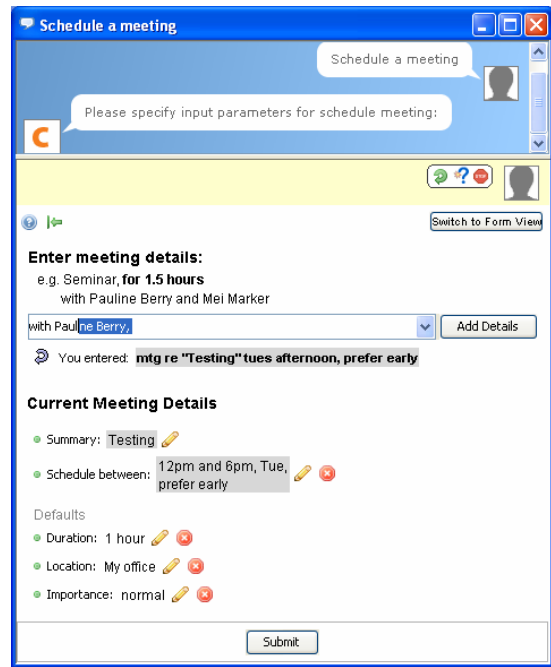 Schedule a meeting
Schedule a meeting
Please specify input parameters for schedule meeting:
C
STOP
Switch to Form View
Enter meeting details:
e.g. Seminar, for 1.5 hours
with Pauline Berry and Mei Marker
with Pauline Berry,
Add Details
You entered: mtg re "Testing" tues afternoon, prefer early
Current Meeting Details
Summary: Testing
Schedule between: 12pm and 6pm, Tue,
prefer early
Defaults
Duration: 1 hour
Location: My office
Importance: normal
Submit